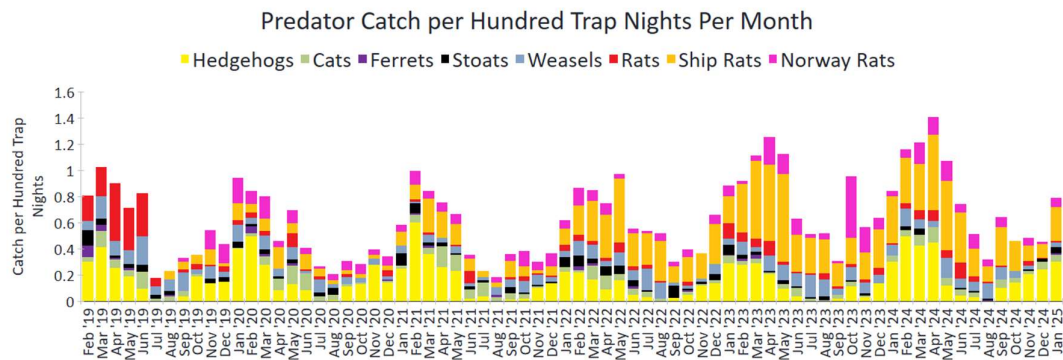 Predator Catch per Hundred Trap Nights Per Month
Hedgehogs Cats Ferrets Stoats Weasels Rats Ship Rats Norway Rats
Catch per Hundred Trap
Nights
1.6
1.4
1.2
1
0.8
0.6
0.4
0.2
0
Feb '19
Mar '19
Apr '19
May '19
Jun '19
Jul '19
Aug '19
Sep '19
Oct '19
Nov '19
Dec '19
Jan '20
Feb '20
Mar '20
Apr '20
May '20
Jun '20
Jul '20
Aug '20
Sep '20
Oct '20
Nov '20
Dec '20
Jan '21
Feb '21
Mar '21
Apr '21
May '21
Jun '21
Jul '21
Aug '21
Sep '21
Oct '21
Nov '21
Dec '21
Jan '22
Feb '22
Mar '22
Apr '22
May '22
Jun '22
Jul '22
Aug '22
Sep '22
Oct '22
Nov '22
Dec '22
Jan '23
Feb '23
Mar '23
Apr '23
May '23
Jun '23
Jul '23
Aug '23
Sep '23
Oct '23
Nov '23
Dec '23
Jan '24
Feb '24
Mar '24
Apr '24
May '24
Jun '24
Jul '24
Aug '24
Sep '24
Oct '24
Nov '24
Dec '24
Jan '25